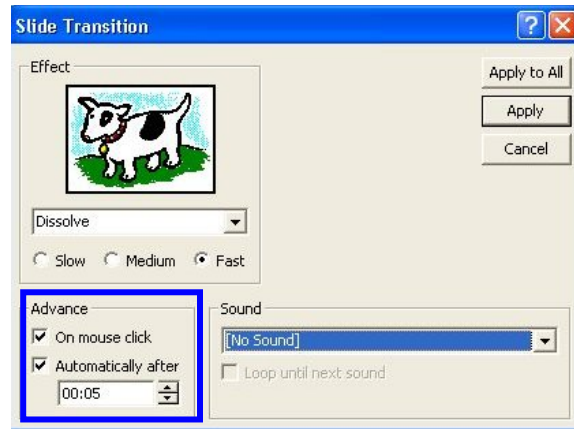 Slide Transition
Effect
Apply to All
Apply
Cancel
Dissolve
Slow Medium Fast
Advance
On mouse click
Automatically after
00:05
Sound
[No Sound]
Loop until next sound